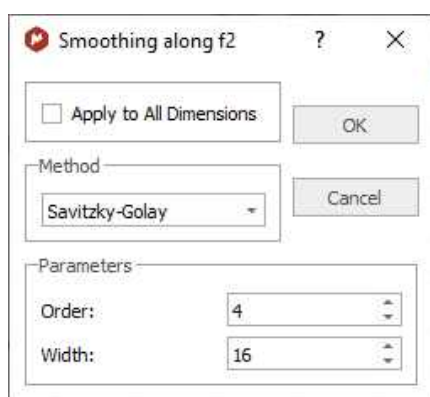 Smoothing along f2 ?
Apply to All Dimensions
OK
Method
Savitzky-Golay
Cancel
Parameters
Order: 4
Width: 16